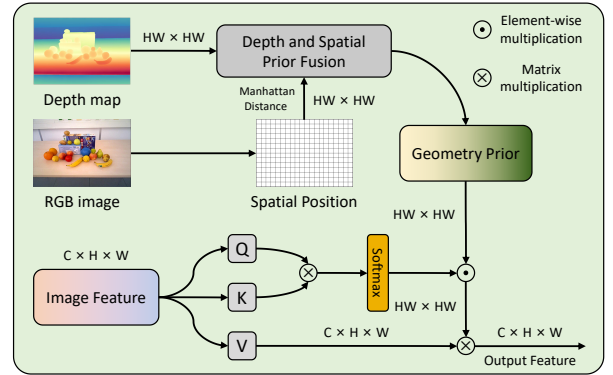 HW × HW
Depth and Spatial
Prior Fusion
Element-wise
multiplication
Matrix
multiplication
Depth map
Manhattan
Distance
HW × HW
Geometry Prior
RGB image
Spatial Position
HW × HW
C × H × W
Image Feature
Q
K
V
Softmax
HW × HW
C × H × W
C × H × W
Output Feature